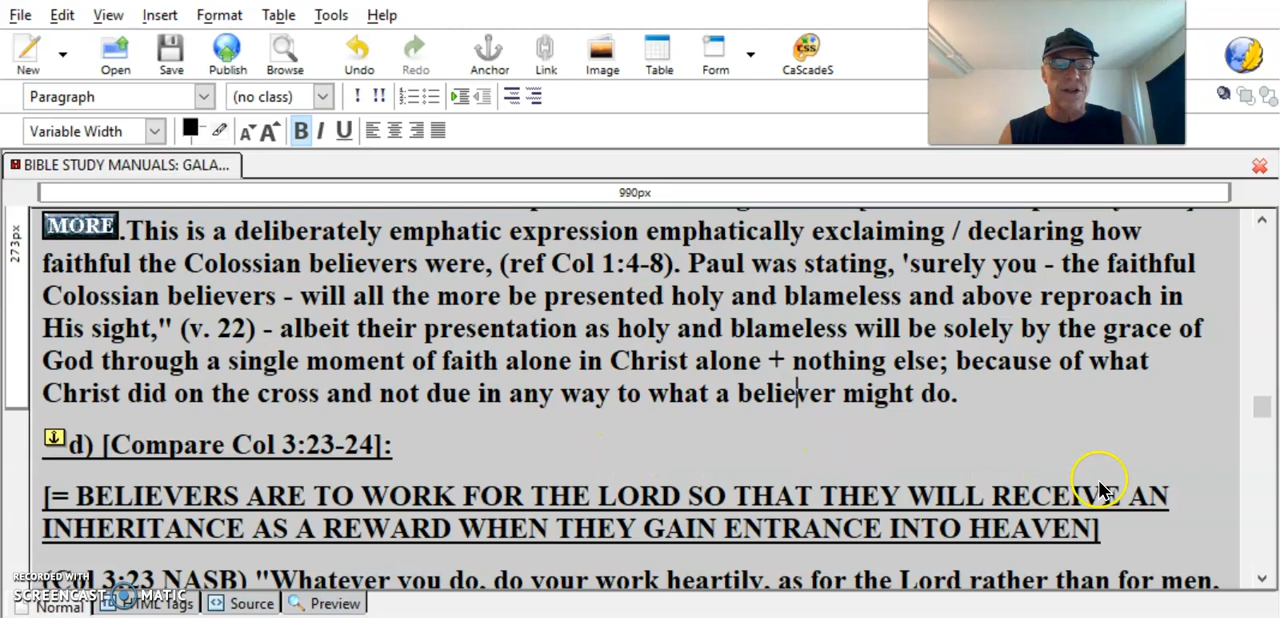 File Edit View Insert Format Table Tools Help
New Open Save Publish Browse Undo Redo Anchor Link Image Table Form CaScadeS
Paragraph (no class) ! !!
Variable Width A A B I U
BIBLE STUDY MANUALS: GALA...
990px
273px
MORE.This is a deliberately emphatic expression emphatically exclaiming / declaring how
faithful the Colossian believers were, (ref Col 1:4-8). Paul was stating, 'surely you - the faithful
Colossian believers - will all the more be presented holy and blameless and above reproach in
His sight," (v. 22) - albeit their presentation as holy and blameless will be solely by the grace of
God through a single moment of faith alone in Christ alone + nothing else; because of what
Christ did on the cross and not due in any way to what a believer might do.
d) [Compare Col 3:23-24]:
[= BELIEVERS ARE TO WORK FOR THE LORD SO THAT THEY WILL RECEIVE AN
INHERITANCE AS A REWARD WHEN THEY GAIN ENTRANCE INTO HEAVEN]
(Col 3:23 NASB) "Whatever you do, do your work heartily, as for the Lord rather than for men,
RECORDED WITH
SCREENCAST MATIC
Normal HTML Tags Source Preview